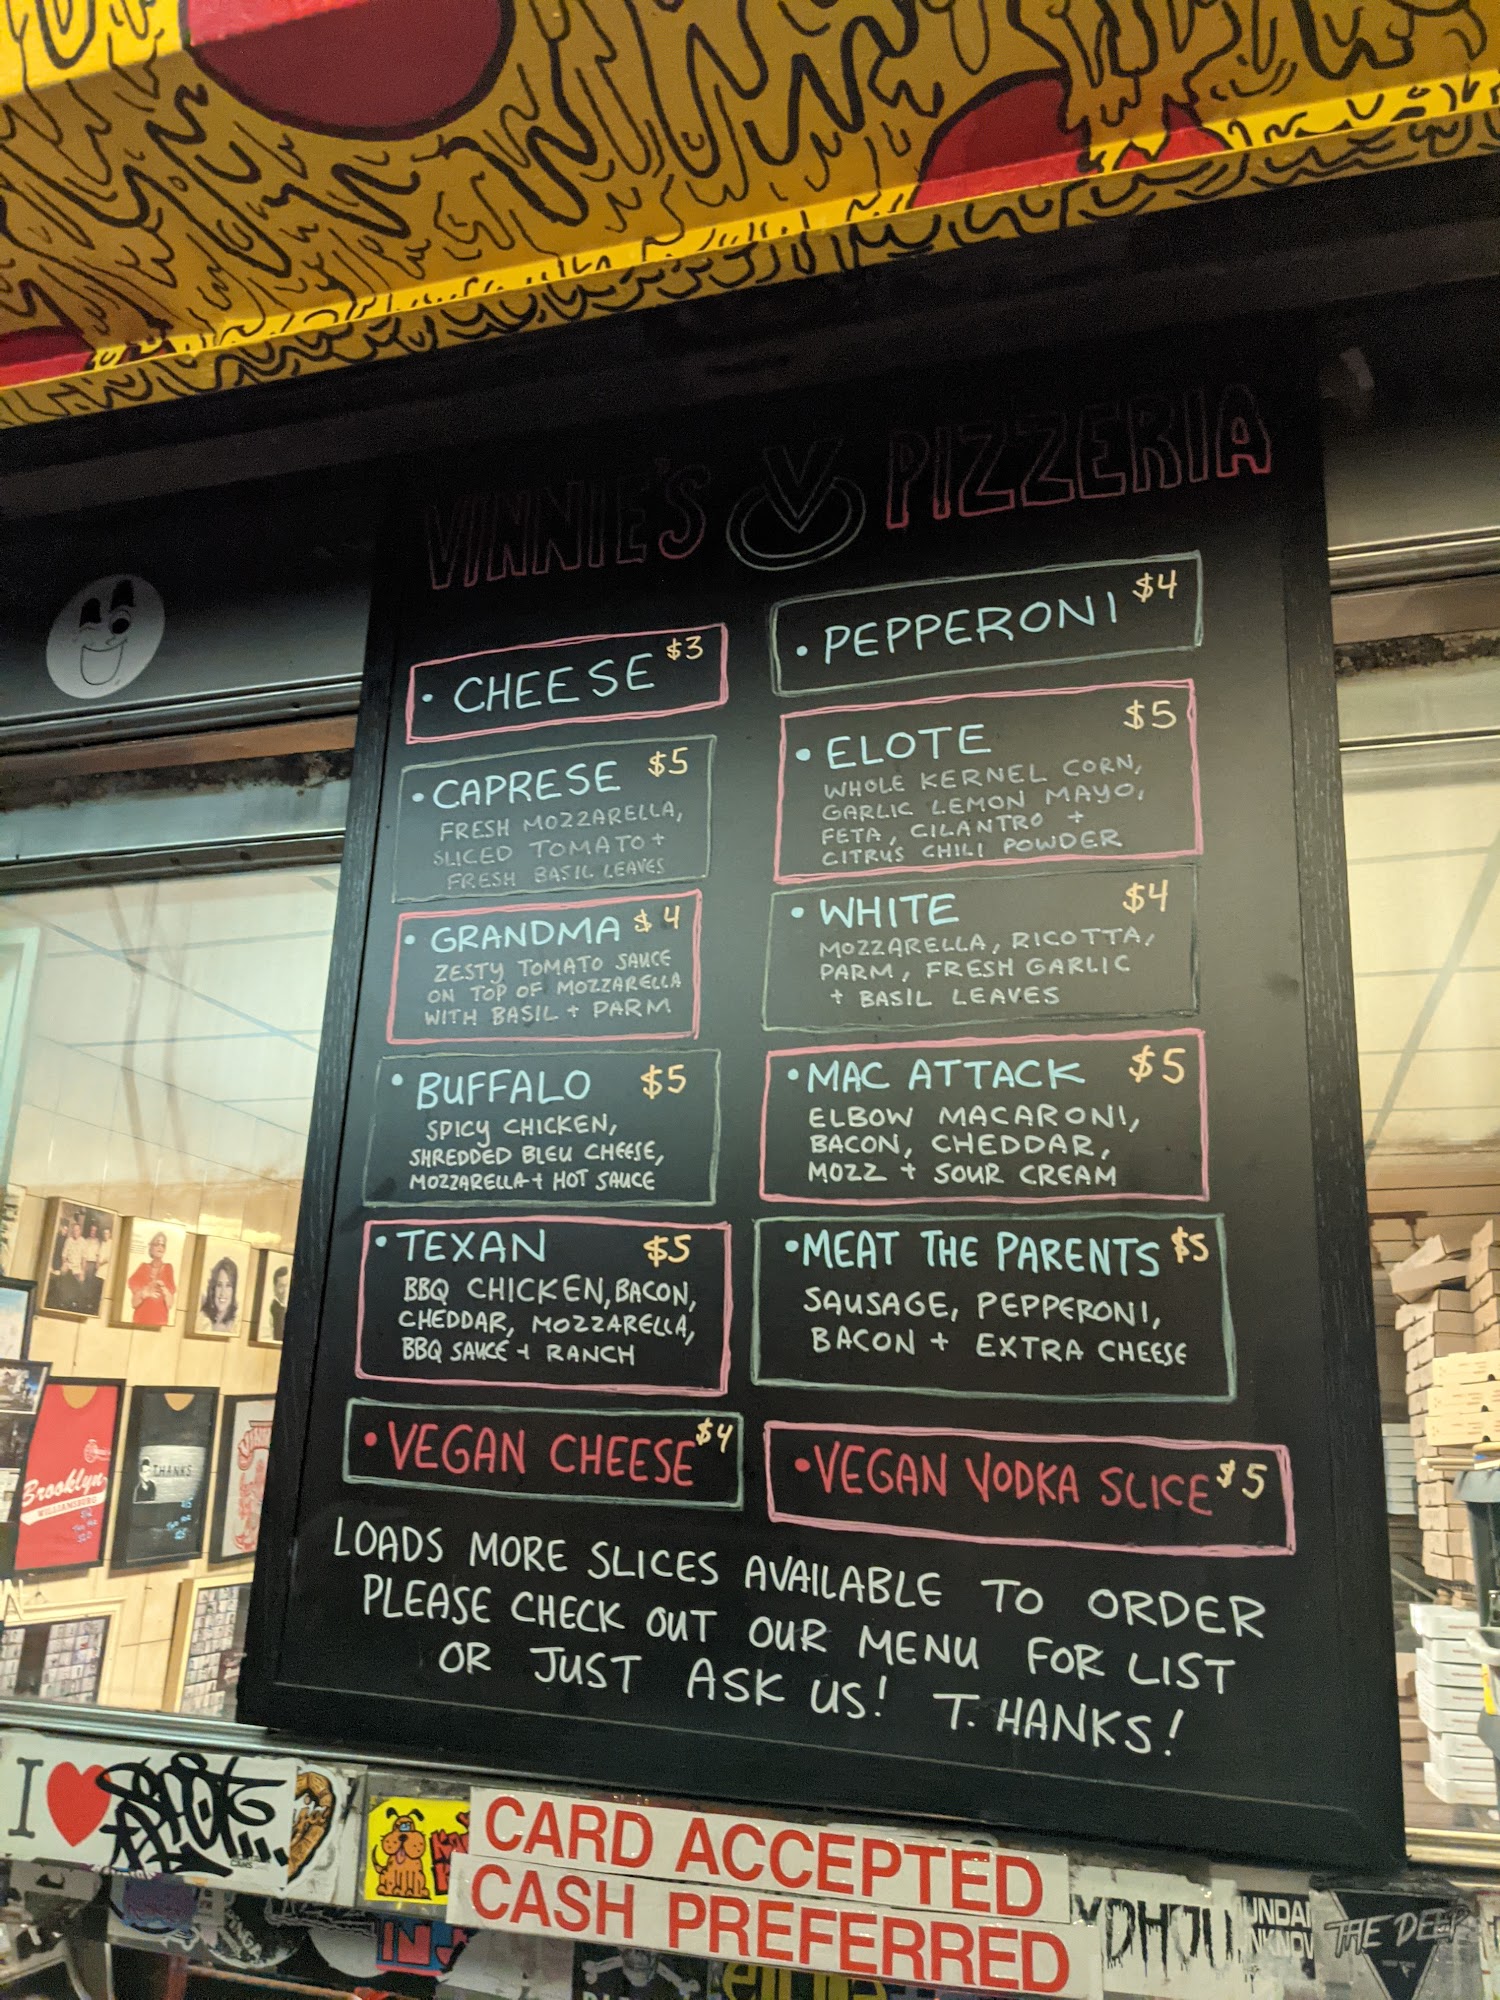 VINNIE'S V PIZZERIA
• CHEESE $3
• PEPPERONI $4
• CAPRESE $5
FRESH MOZZARELLA,
SLICED TOMATO +
FRESH BASIL LEAVES
• ELOTE $5
WHOLE KERNEL CORN,
GARLIC LEMON MAYO,
FETA, CILANTRO +
CITRUS CHILI POWDER
• GRANDMA $4
ZESTY TOMATO SAUCE
ON TOP OF MOZZARELLA
WITH BASIL + PARM
• WHITE $4
MOZZARELLA, RICOTTA,
PARM, FRESH GARLIC
+ BASIL LEAVES
• BUFFALO $5
SPICY CHICKEN,
SHREDDED BLEU CHEESE,
MOZZARELLA + HOT SAUCE
• MAC ATTACK $5
ELBOW MACARONI,
BACON, CHEDDAR,
MOZZ + SOUR CREAM
• TEXAN $5
BBQ CHICKEN, BACON,
CHEDDAR, MOZZARELLA,
BBQ SAUCE + RANCH
• MEAT THE PARENTS $5
SAUSAGE, PEPPERONI,
BACON + EXTRA CHEESE
• VEGAN CHEESE $4
• VEGAN VODKA SLICE $5
LOADS MORE SLICES AVAILABLE TO ORDER
PLEASE CHECK OUT OUR MENU FOR LIST
OR JUST ASK US! T.HANKS!
Brooklyn
WILLIAMSBURG
THANKS
I
CARD ACCEPTED
CASH PREFERRED
THE DEEP